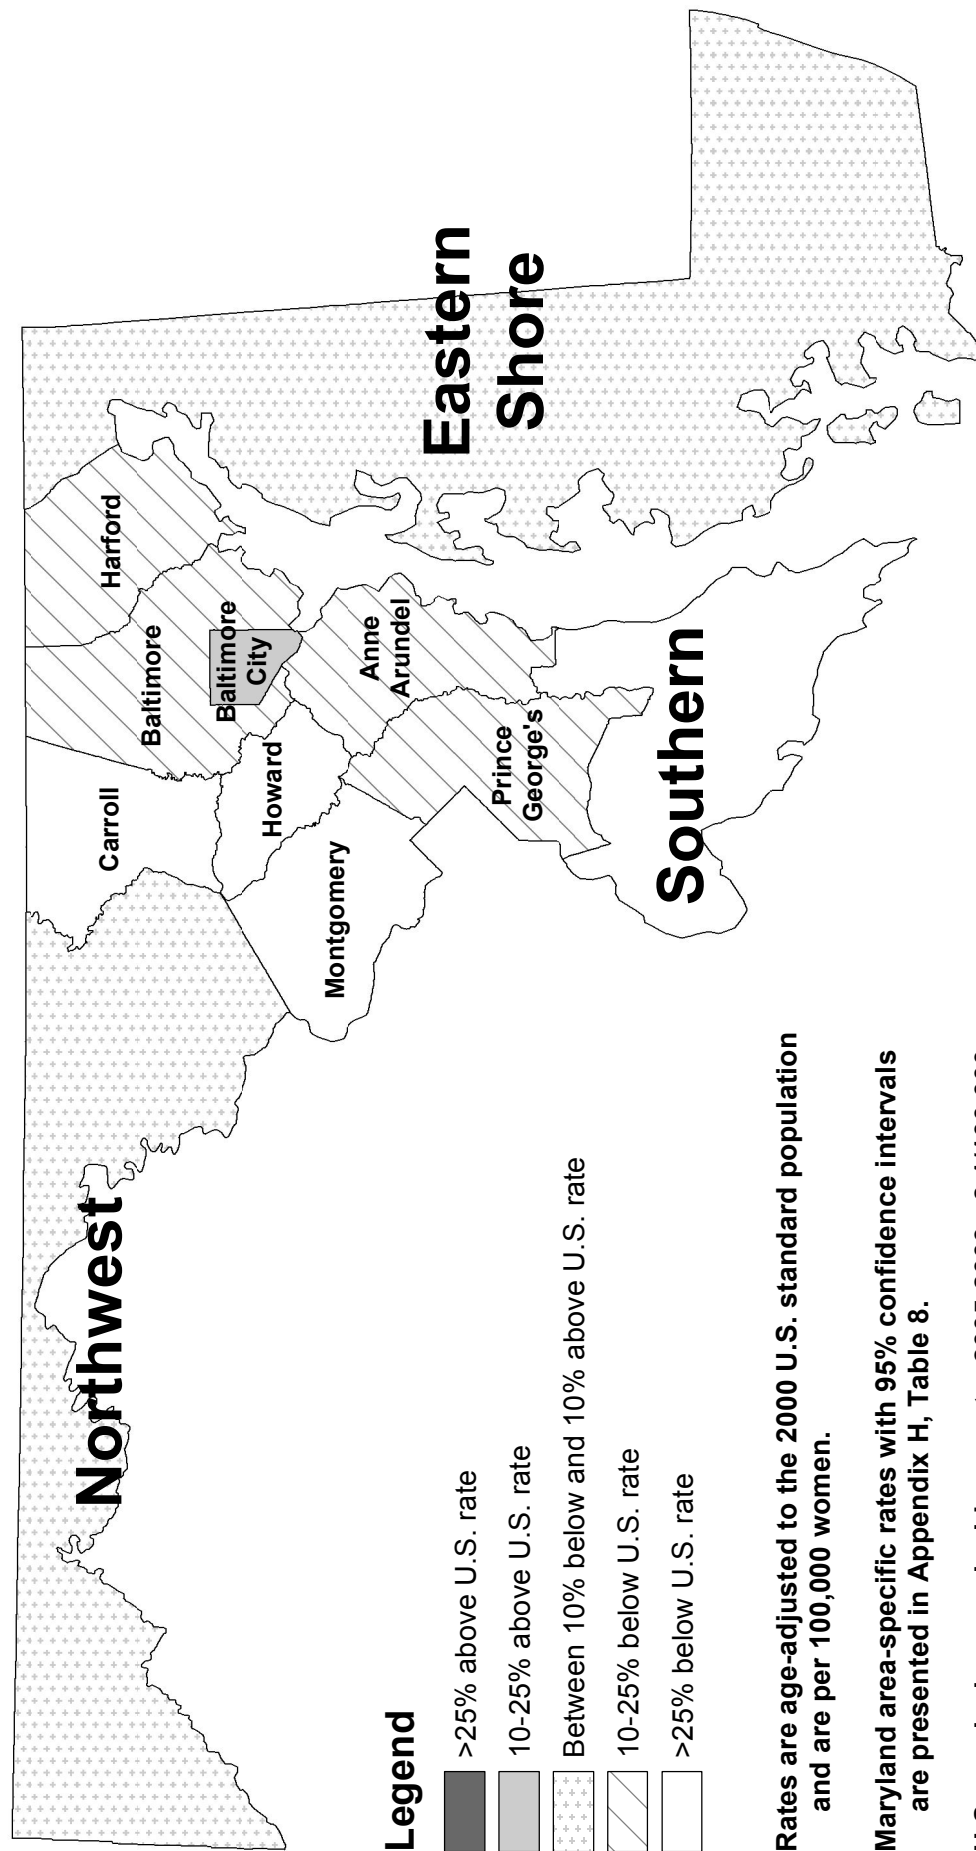 Northwest
Carroll
Baltimore
Harford
Baltimore
City
Howard
Montgomery
Anne
Arundel
Prince
George's
Eastern
Shore
Southern
Legend
>25% above U.S. rate
10-25% above U.S. rate
Between 10% below and 10% above U.S. rate
10-25% below U.S. rate
>25% below U.S. rate
Rates are age-adjusted to the 2000 U.S. standard population
and are per 100,000 women.
Maryland area-specific rates with 95% confidence intervals
are presented in Appendix H, Table 8.